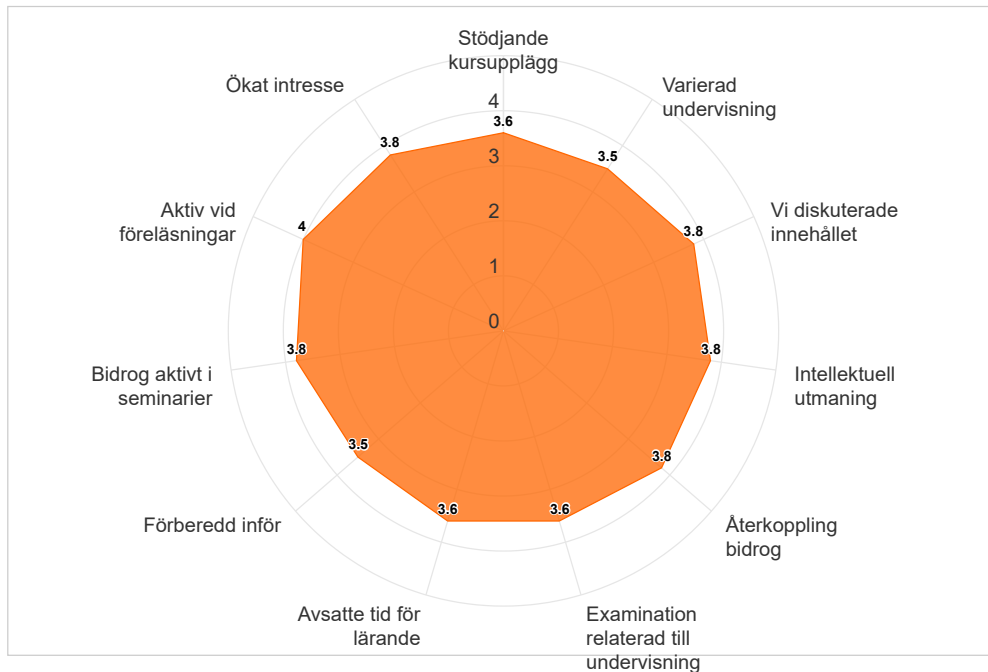 Stödjande
kursupplägg
Ökat intresse
Varierad
undervisning
4
3.6
3.8
3
3.5
Aktiv vid
föreläsningar
4
2
3.8
Vi diskuterade
innehållet
1
0
Bidrog aktivt i
seminarier
3.8
3.8
Intellektuell
utmaning
3.5
3.8
Förberedd inför
3.6
3.6
Återkoppling
bidrog
Avsatte tid för
lärande
Examination
relaterad till
undervisning